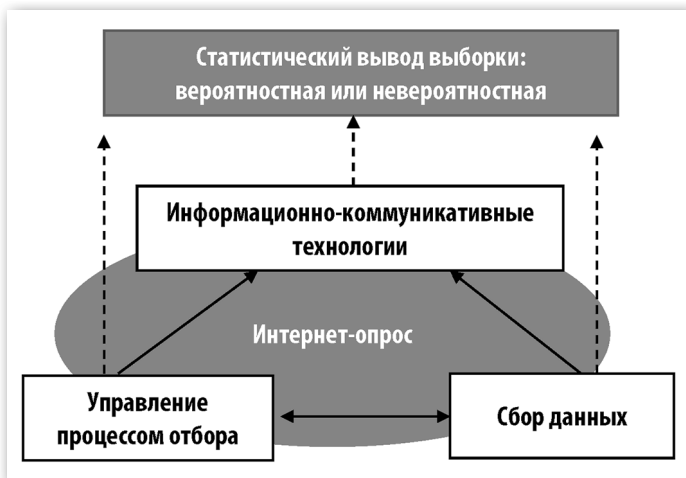 Статистический вывод выборки:
вероятностная или невероятностная
Информационно-коммуникативные
технологии
Интернет-опрос
Управление
процессом отбора
Сбор данных